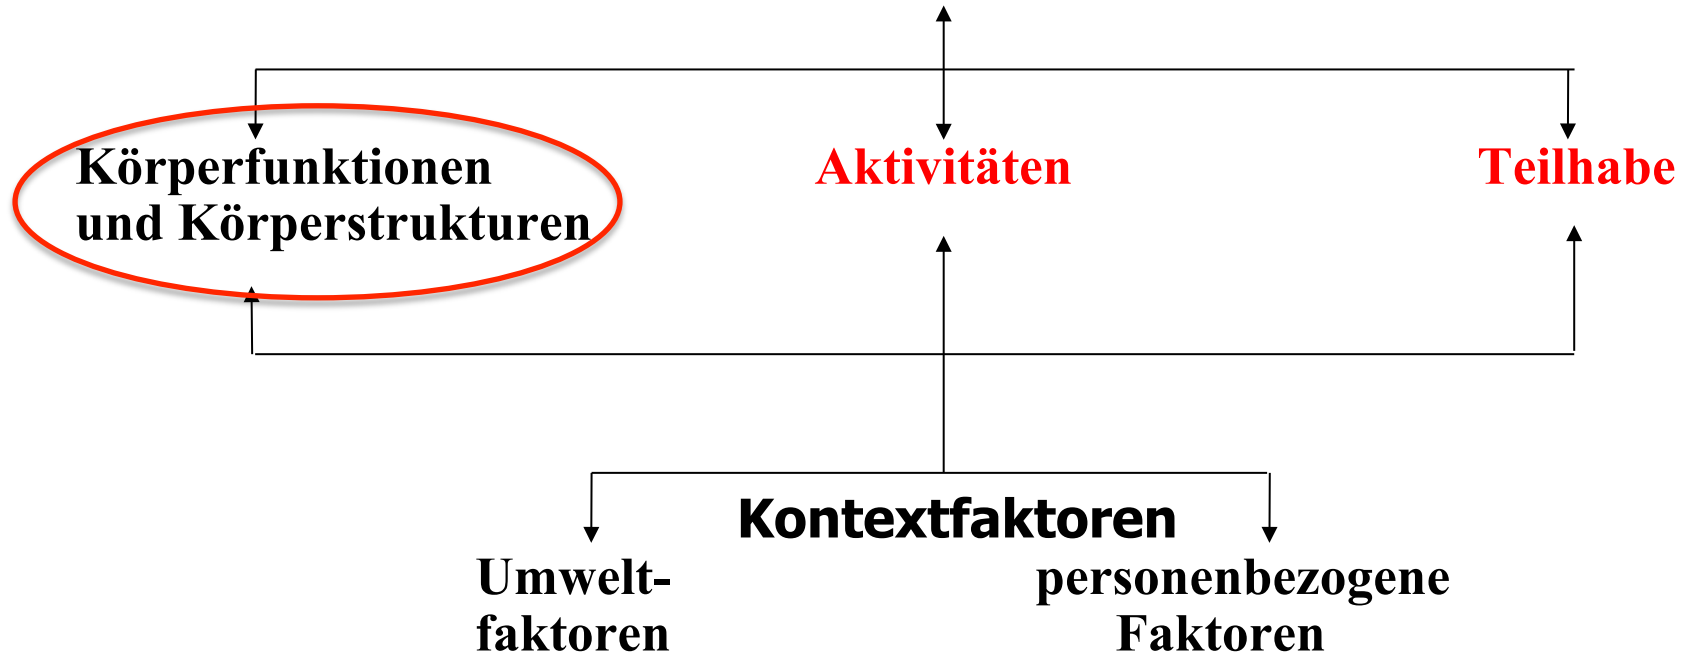 Körperfunktionen
und Körperstrukturen
Aktivitäten
Teilhabe
Kontextfaktoren
Umwelt-
faktoren
personenbezogene
Faktoren